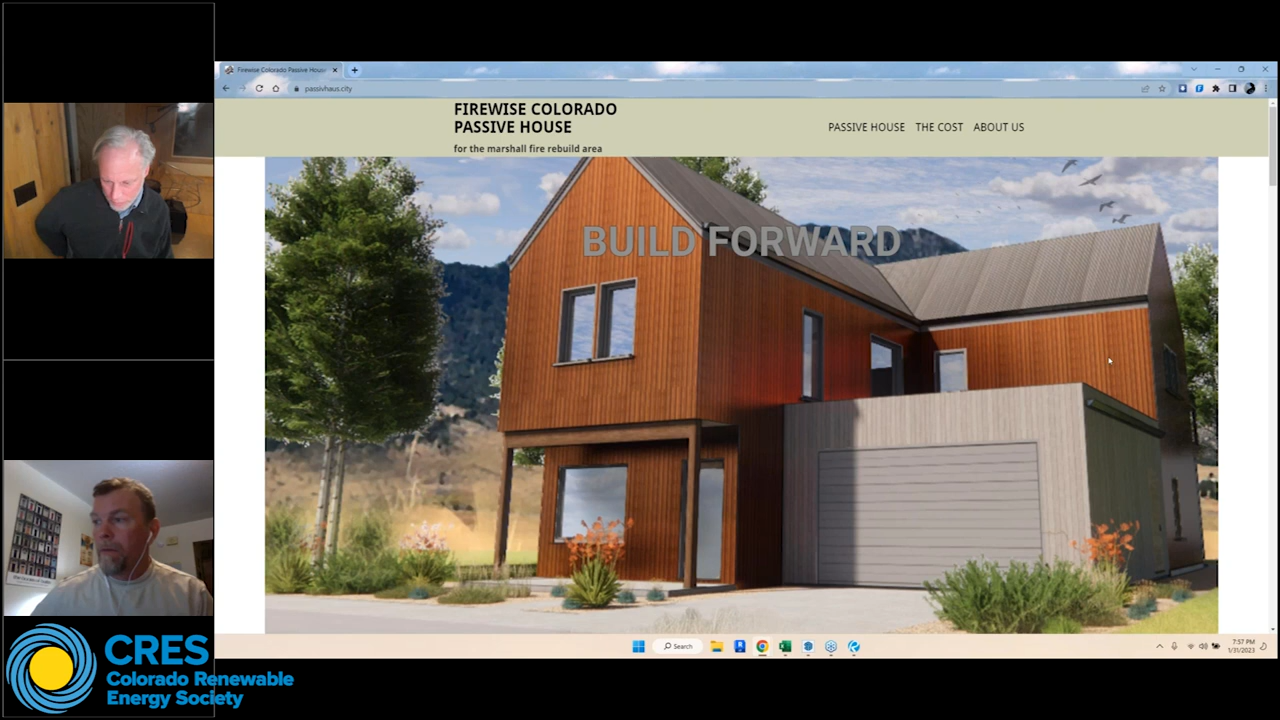 Firewise Colorado Passive Hous
passivhaus.city
FIREWISE COLORADO
PASSIVE HOUSE
for the marshall fire rebuild area
PASSIVE HOUSE THE COST ABOUT US
BUILD FORWARD
Search
7:57 PM
1/31/2023
CRES
Colorado Renewable
Energy Society